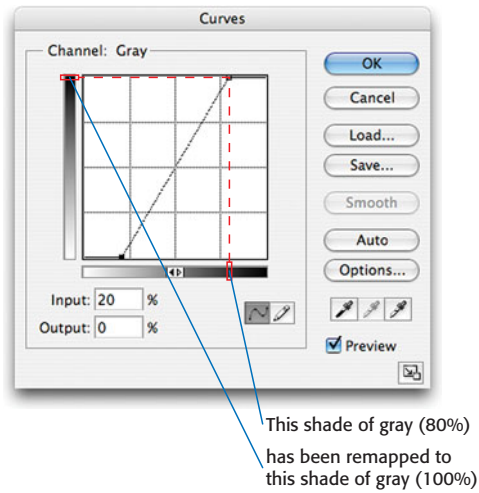 Curves
Channel: Gray
OK
Cancel
Load...
Save...
Smooth
Auto
Options...
Input: 20 %
Output: 0 %
Preview
This shade of gray (80%)
has been remapped to
this shade of gray (100%)